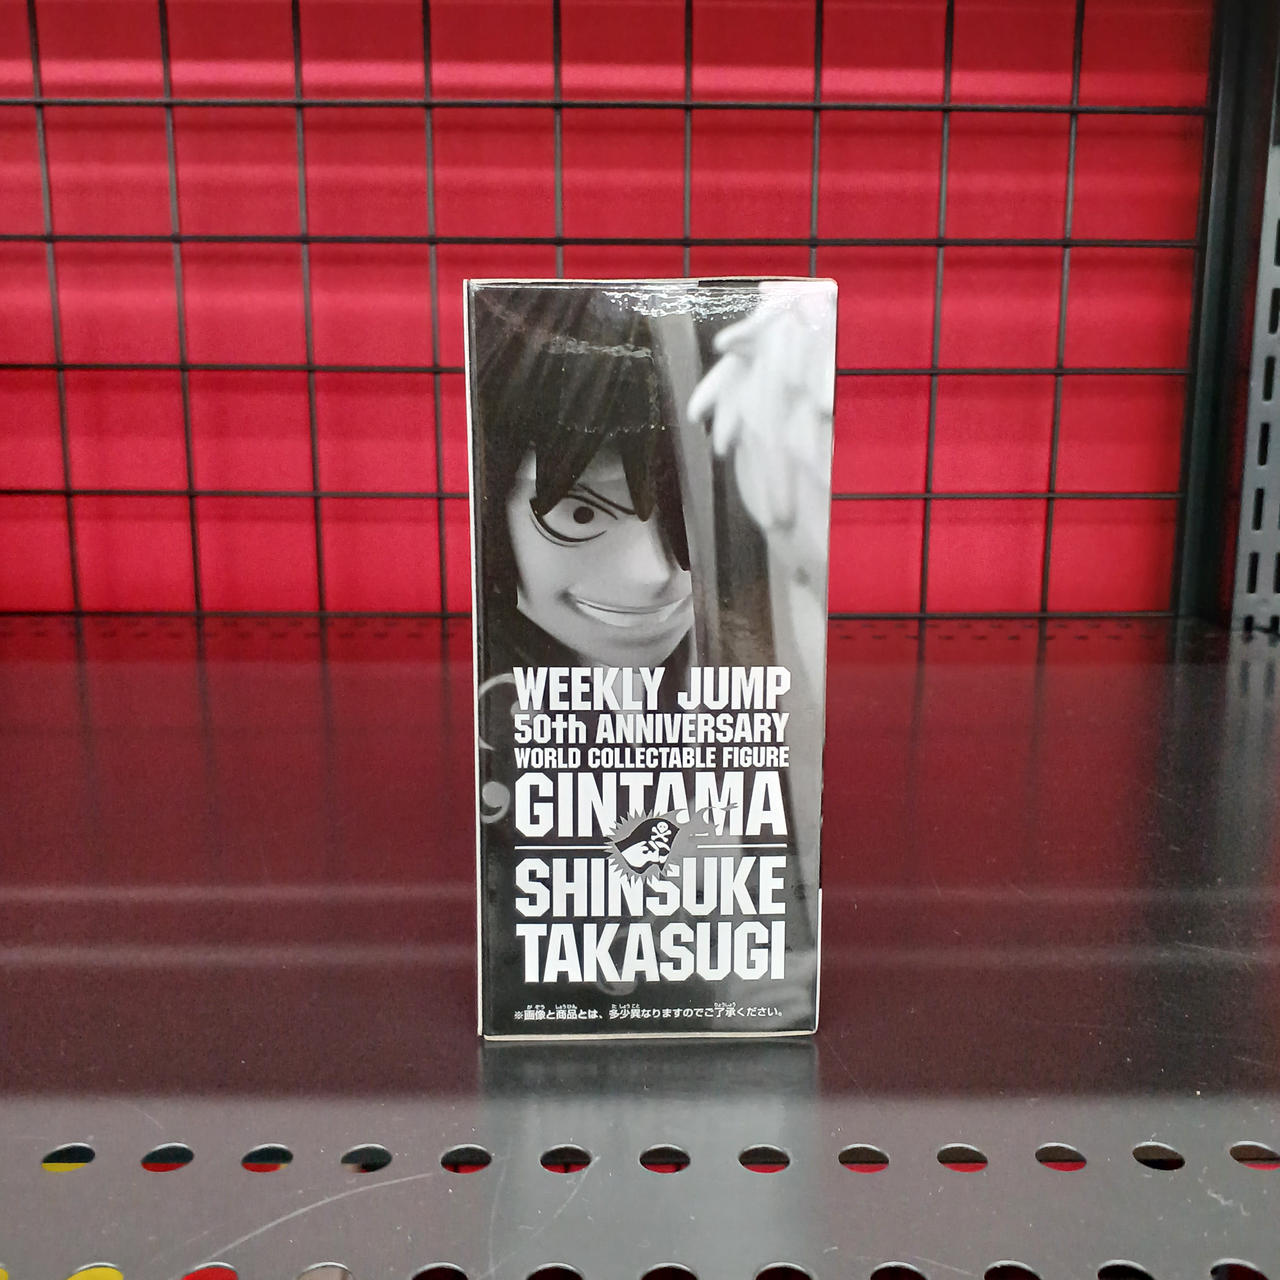 WEEKLY JUMP
50th ANNIVERSARY
WORLD COLLECTABLE FIGURE
GINTAMA
SHINSUKE
TAKASUGI
※画像と商品とは、多少異なりますのでご了承ください。